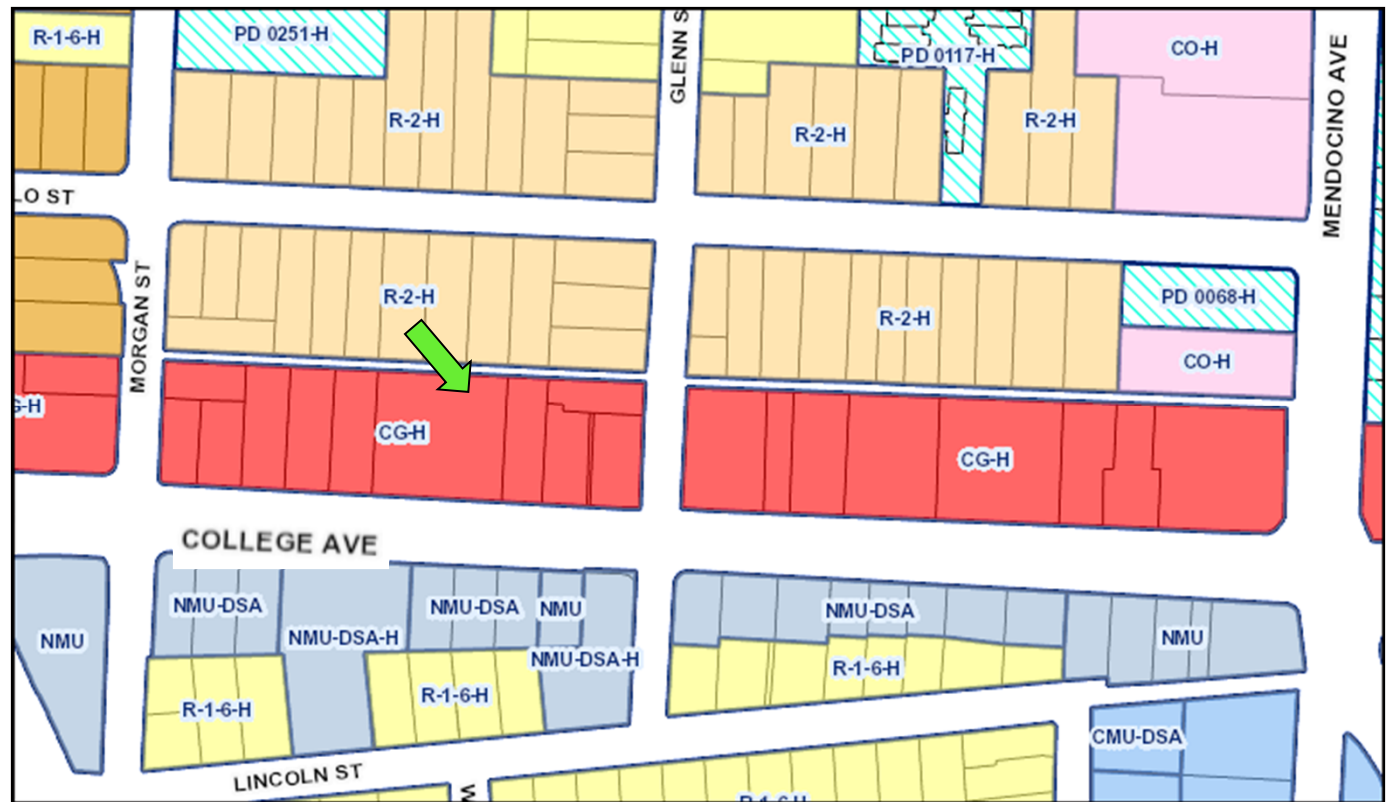 R-1-6-H
PD 0251-H
GLENN S
PD 0117-H
CO-H
MENDOCINO AVE
R-2-H
R-2-H
R-2-H
LO ST
MORGAN ST
R-2-H
R-2-H
PD 0068-H
CO-H
G-H
CG-H
CG-H
COLLEGE AVE
NMU
NMU-DSA
NMU-DSA-H
NMU-DSA
NMU
NMU-DSA-H
NMU-DSA
NMU
R-1-6-H
R-1-6-H
R-1-6-H
CMU-DSA
LINCOLN ST
W
R-1-6-H